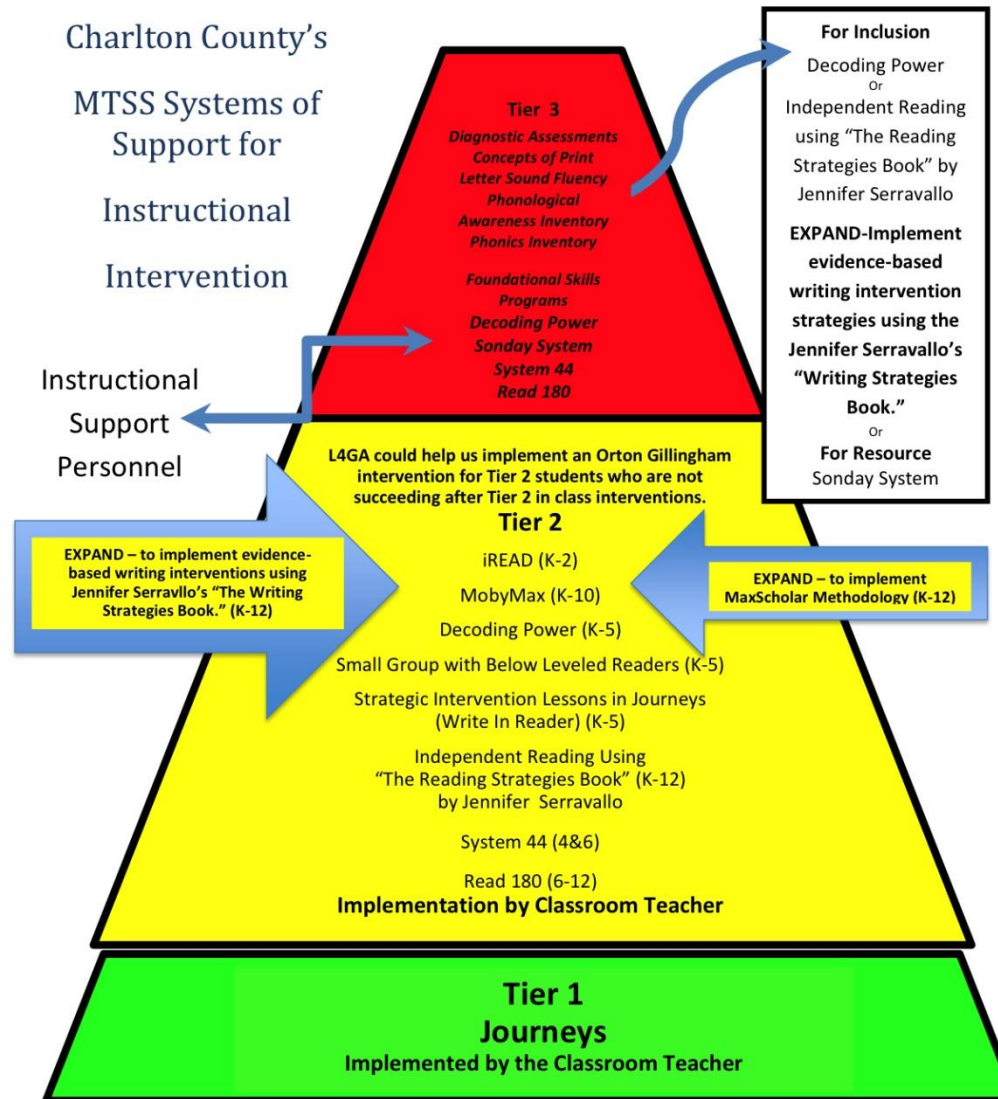 Charlton County's
MTSS Systems of
Support for
Instructional
Intervention
Tier 3
Diagnostic Assessments
Concepts of Print
Letter Sound Fluency
Phonological
Awareness Inventory
Phonics Inventory
Foundational Skills
Programs
Decoding Power
Sonday System
System 44
Read 180
For Inclusion
Decoding Power
Or
Independent Reading
using "The Reading
Strategies Book" by
Jennifer Serravallo
EXPAND-Implement
evidence-based
writing intervention
strategies using the
Jennifer Serravallo's
"Writing Strategies
Book."
Or
For Resource
Sonday System
Instructional
Support
Personnel
L4GA could help us implement an Orton Gillingham
intervention for Tier 2 students who are not
succeeding after Tier 2 in class interventions.
Tier 2
iREAD (K-2)
MobyMax (K-10)
Decoding Power (K-5)
Small Group with Below Leveled Readers (K-5)
Strategic Intervention Lessons in Journeys
(Write In Reader) (K-5)
Independent Reading Using
"The Reading Strategies Book" (K-12)
by Jennifer Serravallo
System 44 (4&6)
Read 180 (6-12)
Implementation by Classroom Teacher
EXPAND – to implement evidence-
based writing interventions using
Jennifer Serravllo's "The Writing
Strategies Book." (K-12)
EXPAND – to implement
MaxScholar Methodology (K-12)
Tier 1
Journeys
Implemented by the Classroom Teacher